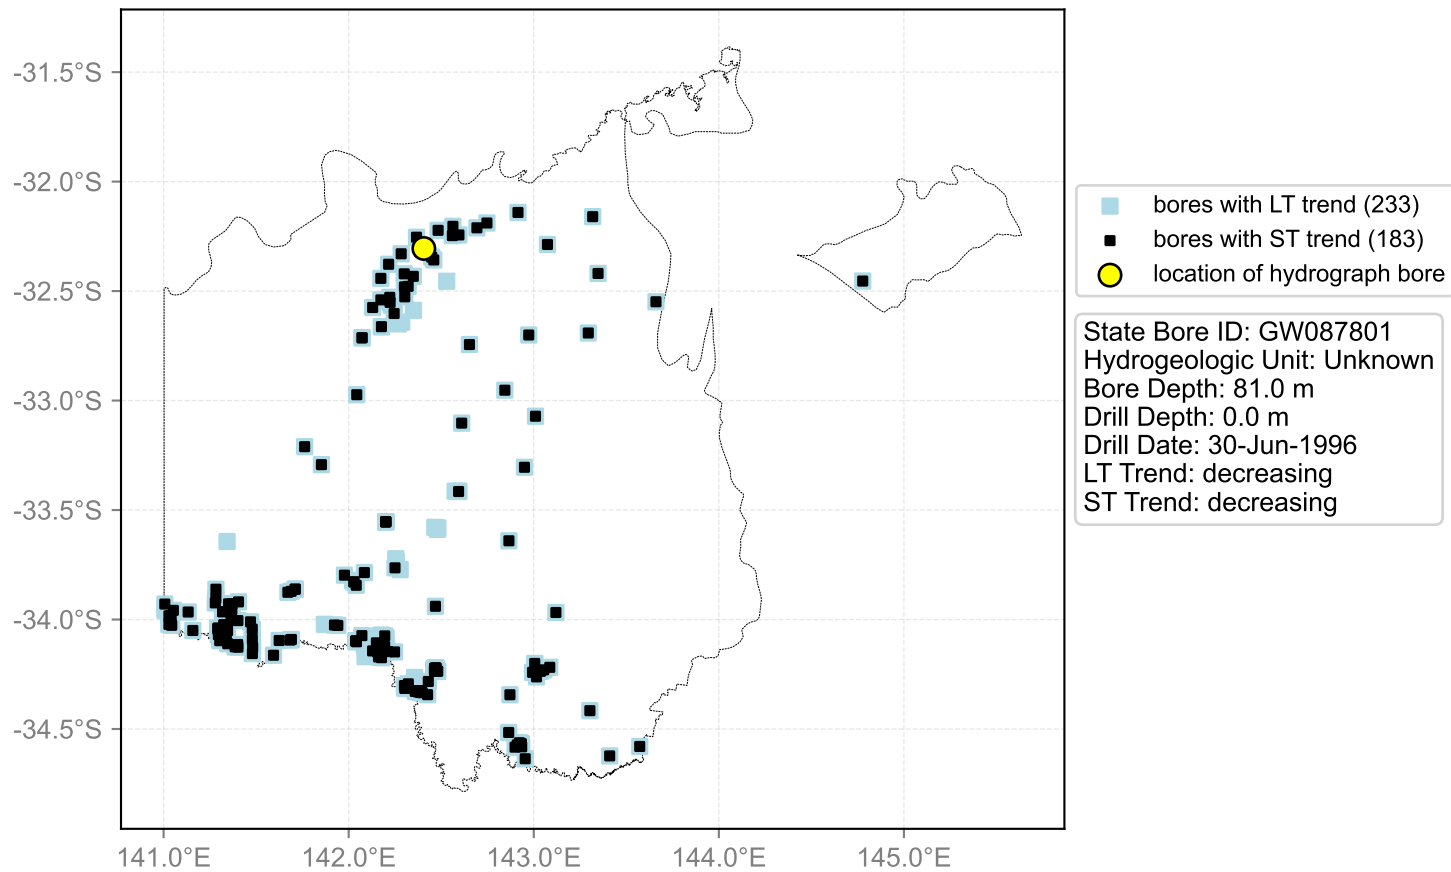 -31.5°S
-32.0°S
-32.5°S
-33.0°S
-33.5°S
-34.0°S
-34.5°S
141.0°E
142.0°E
143.0°E
144.0°E
145.0°E
bores with LT trend (233)
bores with ST trend (183)
location of hydrograph bore
State Bore ID: GW087801
Hydrogeologic Unit: Unknown
Bore Depth: 81.0 m
Drill Depth: 0.0 m
Drill Date: 30-Jun-1996
LT Trend: decreasing
ST Trend: decreasing